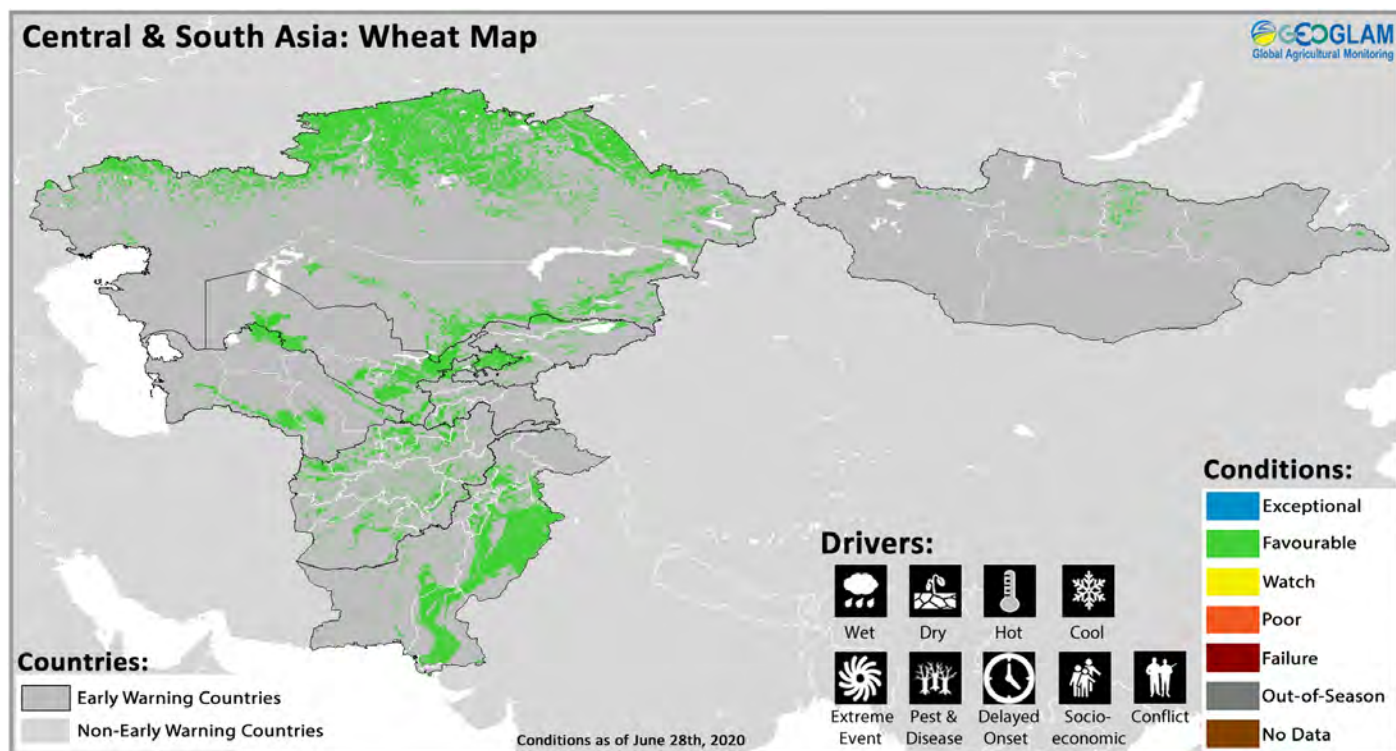 Central & South Asia: Wheat Map
GEOGLAM
Global Agricultural Monitoring
Conditions:
Exceptional
Favourable
Watch
Poor
Failure
Out-of-Season
No Data
Drivers:
Wet
Dry
Hot
Cool
Extreme
Event
Pest &
Disease
Delayed
Onset
Socio-
economic
Conflict
Countries:
Early Warning Countries
Non-Early Warning Countries
Conditions as of June 28th, 2020